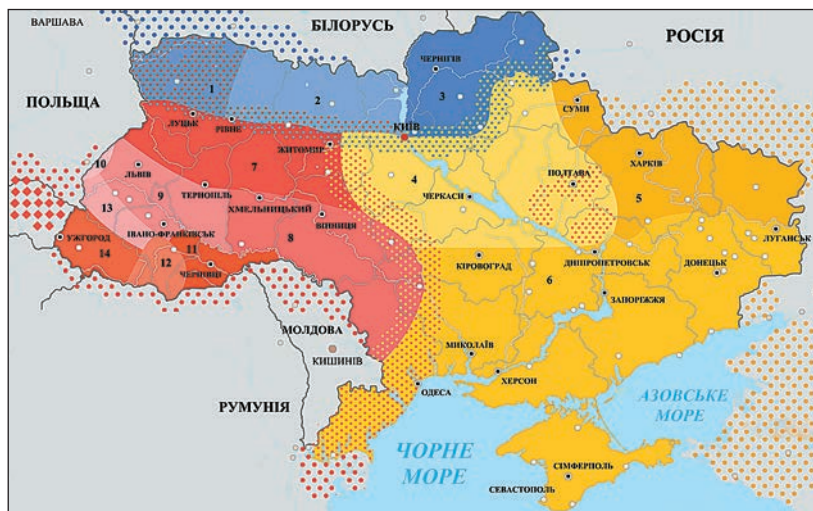 ВАРШАВА
БІЛОРУСЬ
РОСІЯ
ПОЛЬЩА
ЧЕРНІГІВ
1
2
3
СУМИ
ЛУЦЬК
РІВНЕ
КИЇВ
ЖИТОМИР
ХАРКІВ
10
ЛЬВІВ
7
4
ПОЛТАВА
9
ТЕРНОПІЛЬ
ЧЕРКАСИ
5
13
ХМЕЛЬНИЦЬКИЙ
ІВАНО-ФРАНКІВСЬК
ВІННИЦЯ
ЛУГАНСЬК
УЖГОРОД
14
11
8
КІРОВОГРАД
ДНІПРОПЕТРОВСЬК
ДОНЕЦЬК
12
ЧЕРНІВЦІ
6
ЗАПОРІЖЖЯ
МОЛДОВА
КИШИНІВ
МИКОЛАЇВ
ХЕРСОН
ОДЕСА
РУМУНІЯ
АЗОВСЬКЕ
МОРЕ
ЧОРНЕ
МОРЕ
СІМФЕРПОЛЬ
СЕВАСТОПОЛЬ